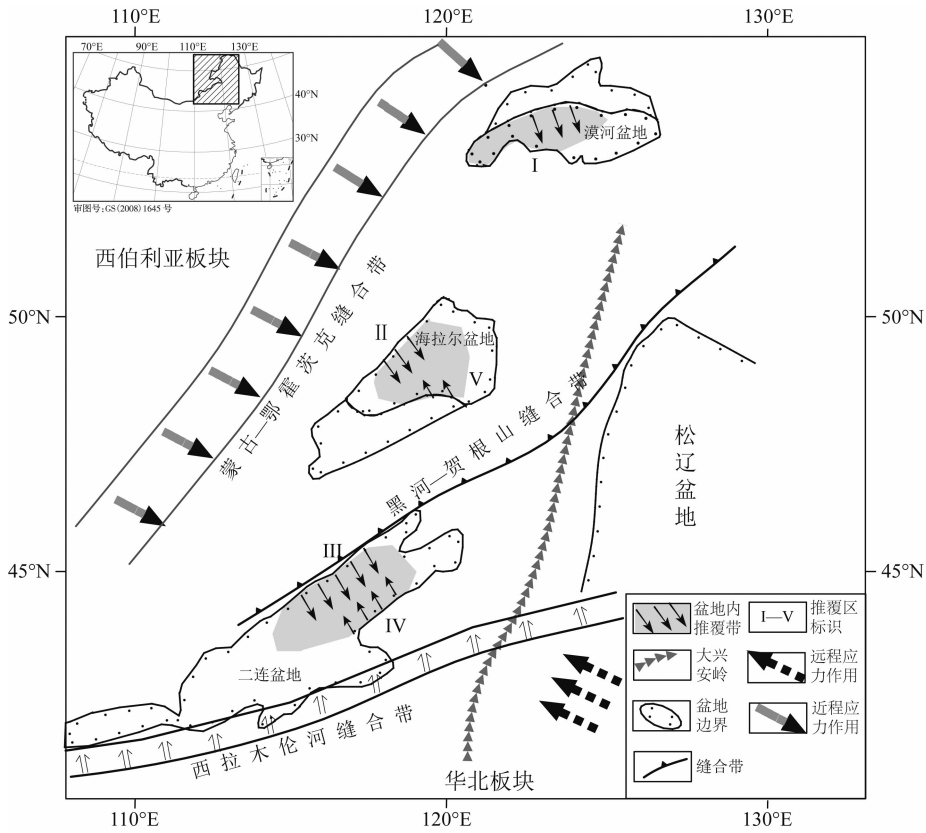 110°E 120°E 130°E
70°E 90°E 110°E 130°E
40°N
30°N
审图号:GS(2008)1645号
漠河盆地
I
西伯利亚板块
蒙古—鄂霍茨克缝合带
50°N 50°N
II
海拉尔盆地
V
黑河—贺根山缝合带
松辽盆地
III
45°N 45°N
IV
二连盆地
西拉木伦河缝合带
华北板块
盆地内
推覆带
I—V
推覆区
标识
大兴
安岭
远程应
力作用
盆地
边界
近程应
力作用
缝合带
110°E 120°E 130°E